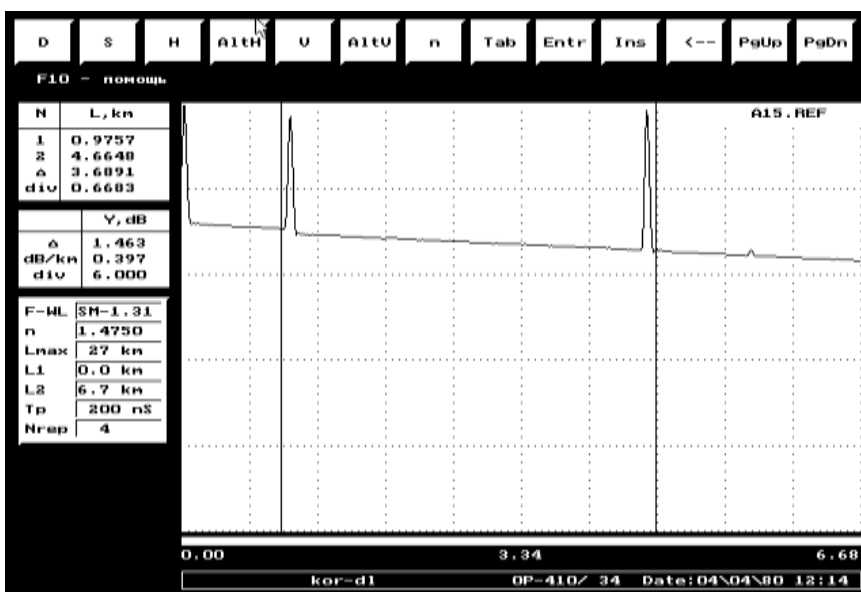 D S H AltH V AltV n Tab Entr Ins <-- PgUp PgDn
F10 - помощь
A15.REF
N L,km
1 0.9757
2 4.6648
Δ 3.6891
div 0.6683
Y,dB
Δ 1.463
dB/km 0.397
div 6.000
F-WL SM-1.31
n 1.4750
Lmax 27 km
L1 0.0 km
L2 6.7 km
Tp 200 nS
Nrep 4
0.00 3.34 6.68
kor-d1 OP-410/ 34 Date:04\04\80 12:14